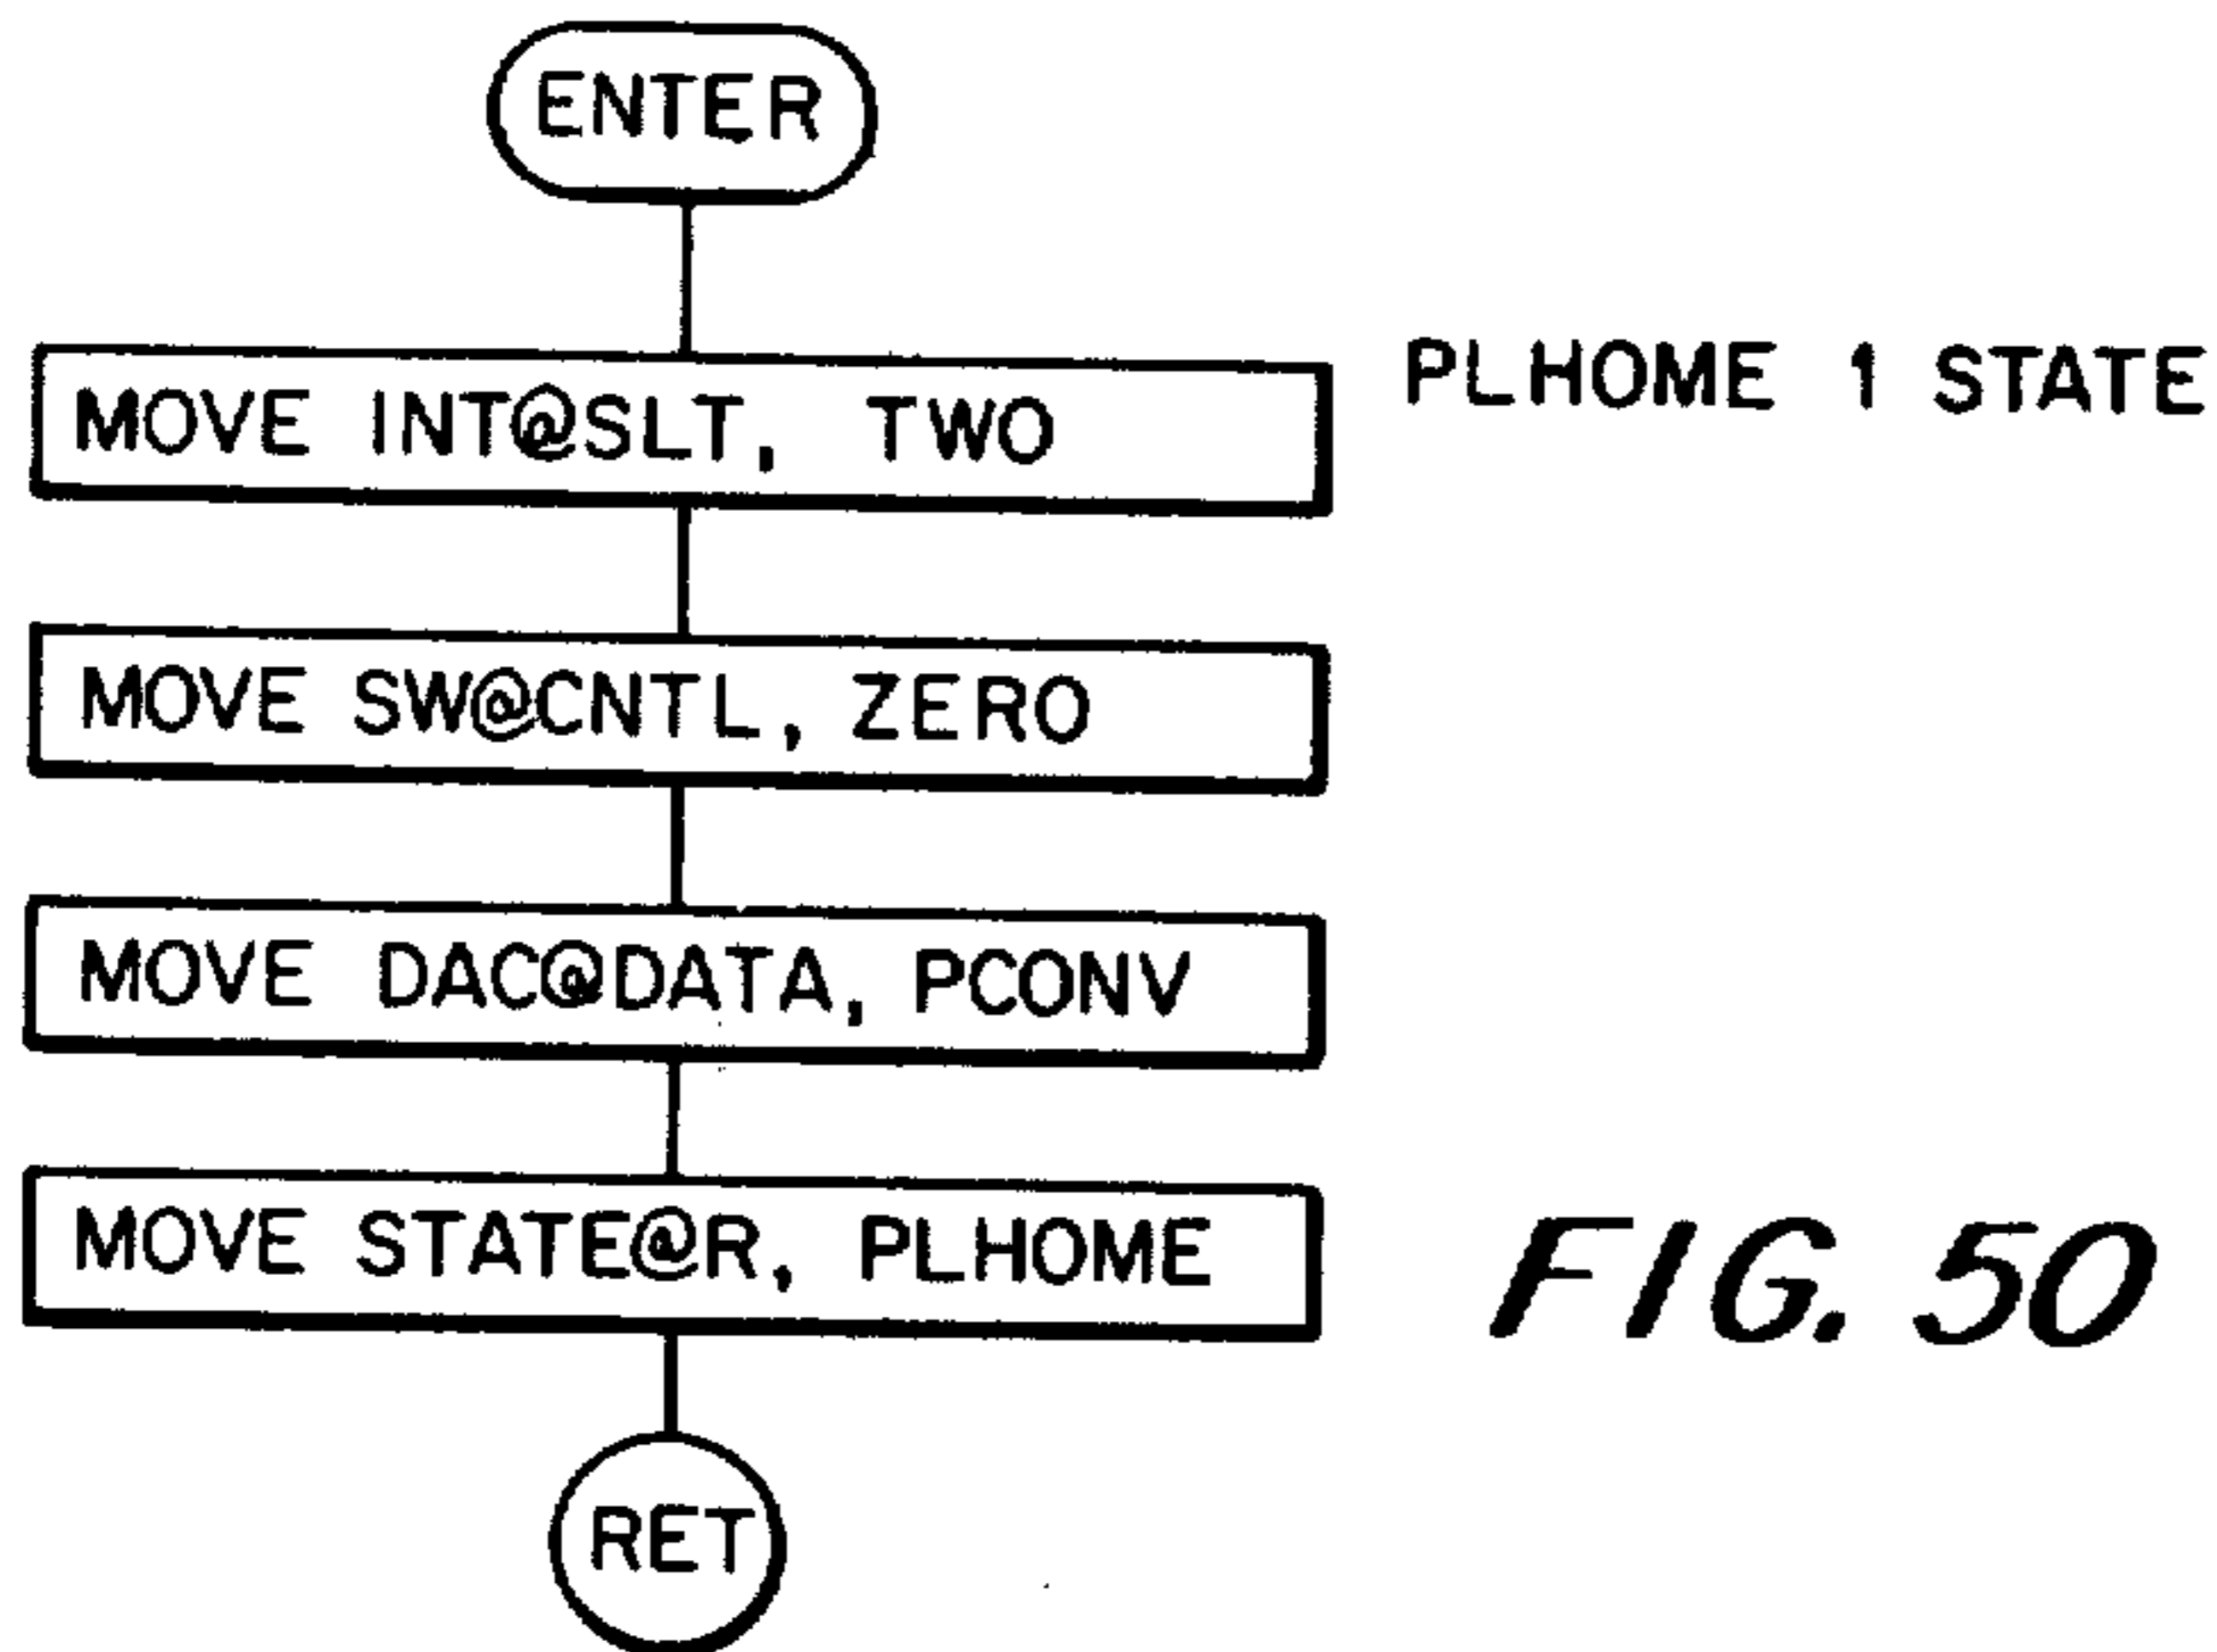 ENTER
PLHOME 1 STATE
MOVE INT@SLT, TWO
MOVE SW@CNTL, ZERO
MOVE DAC@DATA, PCONV
MOVE STATE@R, PLHOME
FIG. 50
RET